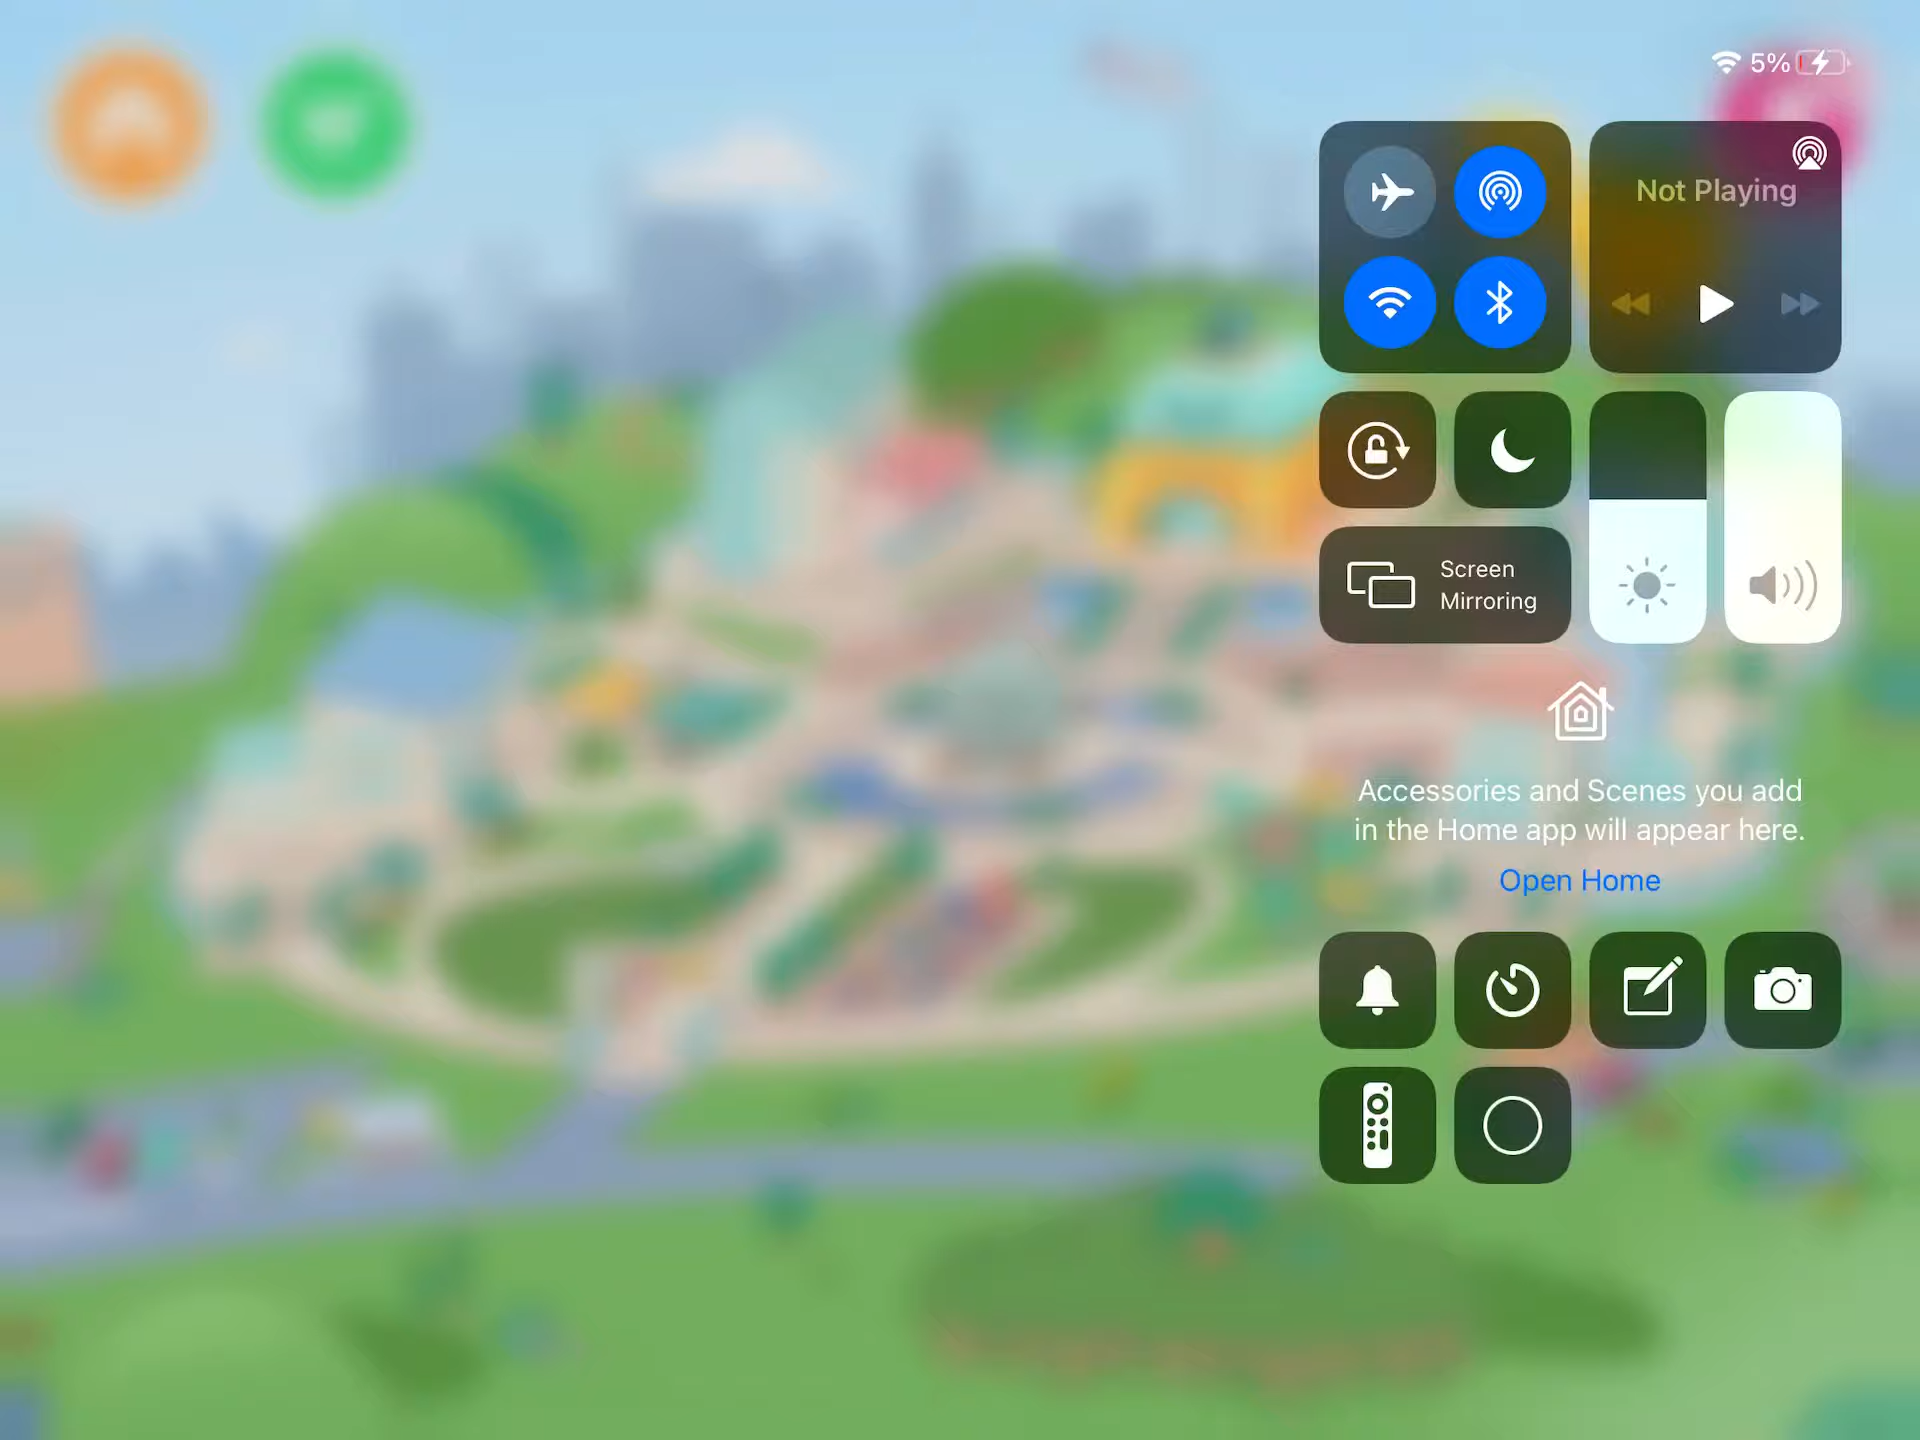 5%
Not Playing
Screen
Mirroring
Accessories and Scenes you add
in the Home app will appear here.
Open Home